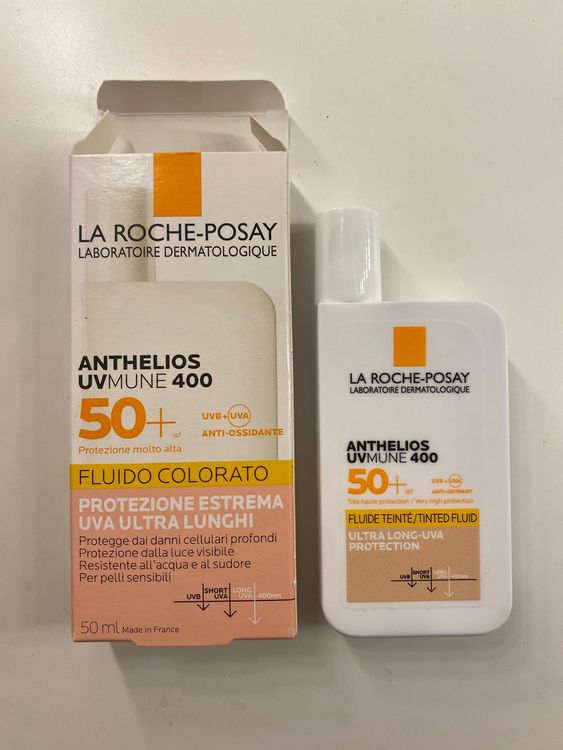 LA ROCHE-POSAY
LABORATOIRE DERMATOLOGIQUE
ANTHELIOS
UVMUNE 400
50+
spf
UVB+UVA
ANTI-OSSIDANTE
Protezione molto alta
FLUIDO COLORATO
PROTEZIONE ESTREMA
UVA ULTRA LUNGHI
Protegge dai danni cellulari profondi
Protezione dalla luce visibile
Resistente all'acqua e al sudore
Per pelli sensibili
UVB
SHORT
UVA
LONG
UVA
400nm
50 ml Made in France
LA ROCHE-POSAY
LABORATOIRE DERMATOLOGIQUE
ANTHELIOS
UVMUNE 400
50+
spf
UVB+UVA
ANTI-OXYDANT
Très haute protection / Very high protection
FLUIDE TEINTÉ/TINTED FLUID
ULTRA LONG-UVA
PROTECTION
UVB
SHORT
UVA
LONG
UVA
400nm